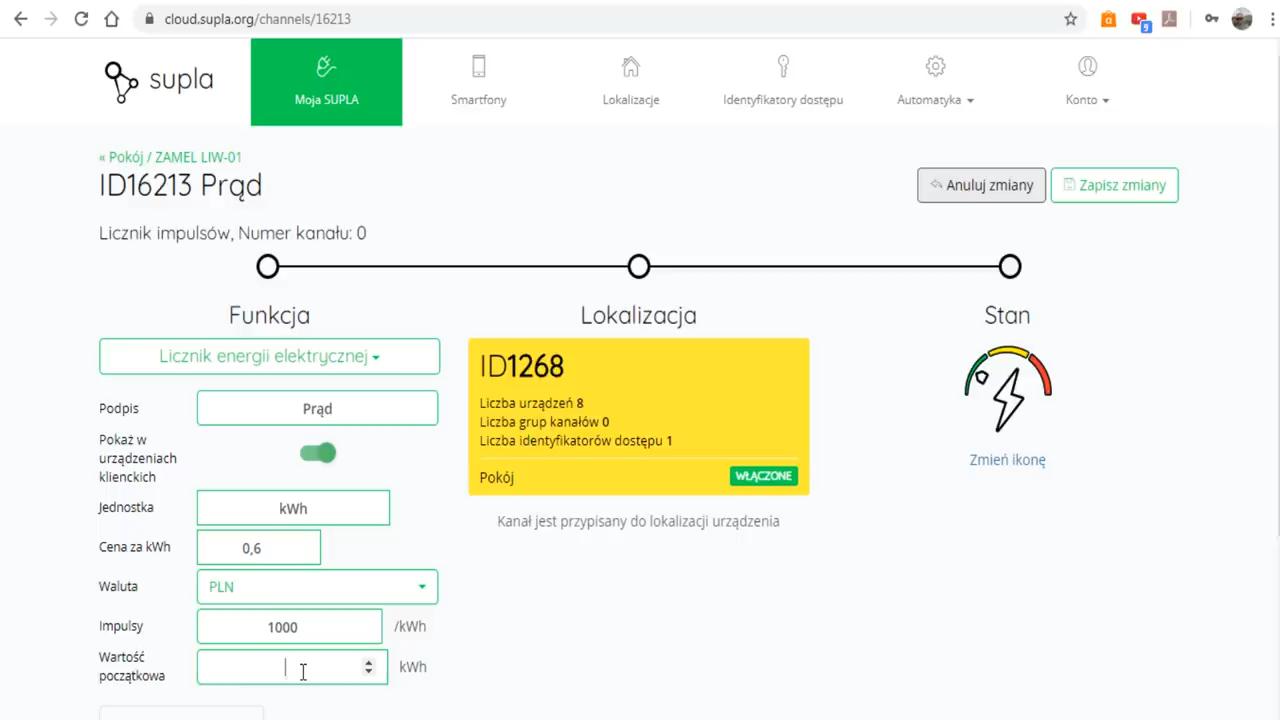 cloud.supla.org/channels/16213
9
supla
Moja SUPLA
Smartfony
Lokalizacje
Identyfikatory dostępu
Automatyka
Konto
« Pokój / ZAMEL LIW-01
ID16213 Prąd
Anuluj zmiany
Zapisz zmiany
Licznik impulsów, Numer kanału: 0
Funkcja
Lokalizacja
Stan
Licznik energii elektrycznej
Podpis
Prąd
Pokaż w
urządzeniach
klienckich
Jednostka
kWh
Cena za kWh
0,6
Waluta
PLN
Impulsy
1000
/kWh
Wartość
początkowa
kWh
ID1268
Liczba urządzeń 8
Liczba grup kanałów 0
Liczba identyfikatorów dostępu 1
Pokój
WŁĄCZONE
Kanał jest przypisany do lokalizacji urządzenia
Zmień ikonę